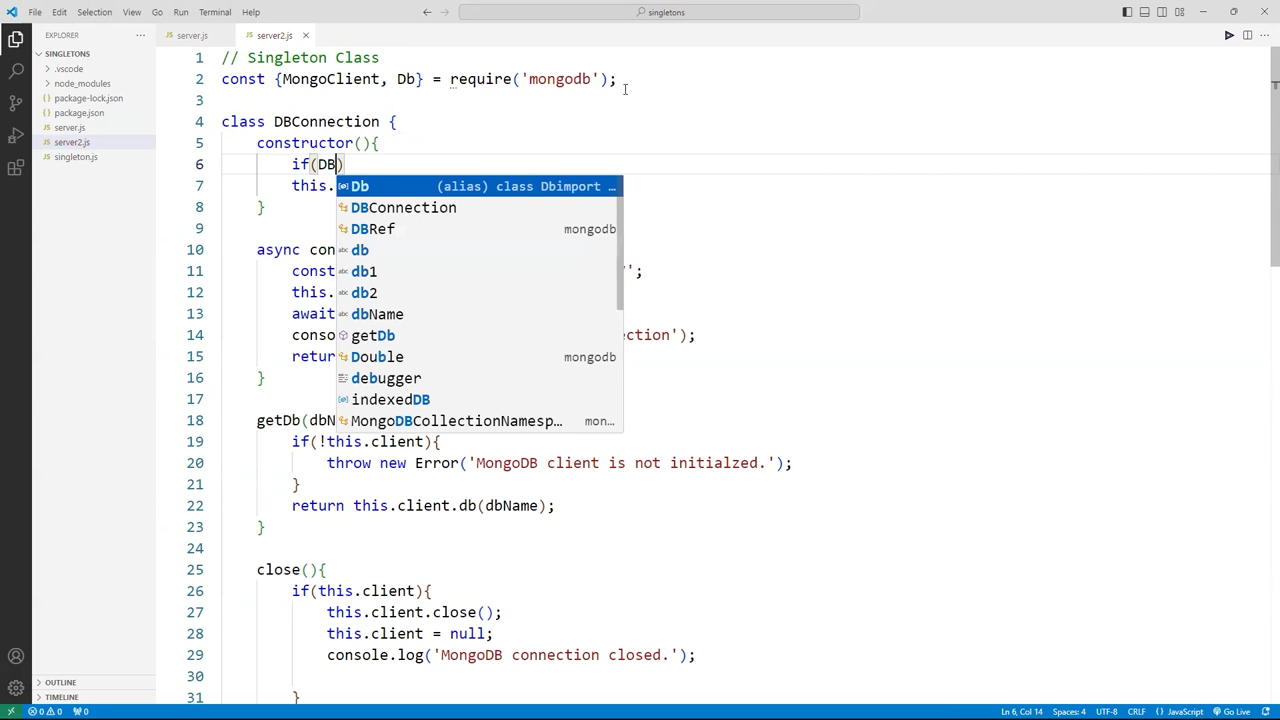 File Edit Selection View Go Run Terminal Help
singletons
EXPLORER
SINGLETONS
.vscode
node_modules
package-lock.json
package.json
server.js
server2.js
singleton.js
OUTLINE
TIMELINE
server.js
server2.js
1 // Singleton Class
2 const {MongoClient, Db} = require('mongodb');
3
4 class DBConnection {
5 constructor(){
6 if(DB)
7 this.
8 }
9
10 async con
11 const ';
12 this.
13 await
14 conso ection');
15 retur
16 }
17
18 getDb(dbN
19 if(!this.client){
20 throw new Error('MongoDB client is not initialzed.');
21 }
22 return this.client.db(dbName);
23 }
24
25 close(){
26 if(this.client){
27 this.client.close();
28 this.client = null;
29 console.log('MongoDB connection closed.');
30
31 }
Db (alias) class Dbimport …
DBConnection
DBRef mongodb
db
db1
db2
dbName
getDb
Double mongodb
debugger
indexedDB
MongoDBCollectionNamesp… mon…
0 0 0
Ln 6, Col 14 Spaces: 4 UTF-8 CRLF {} JavaScript Go Live